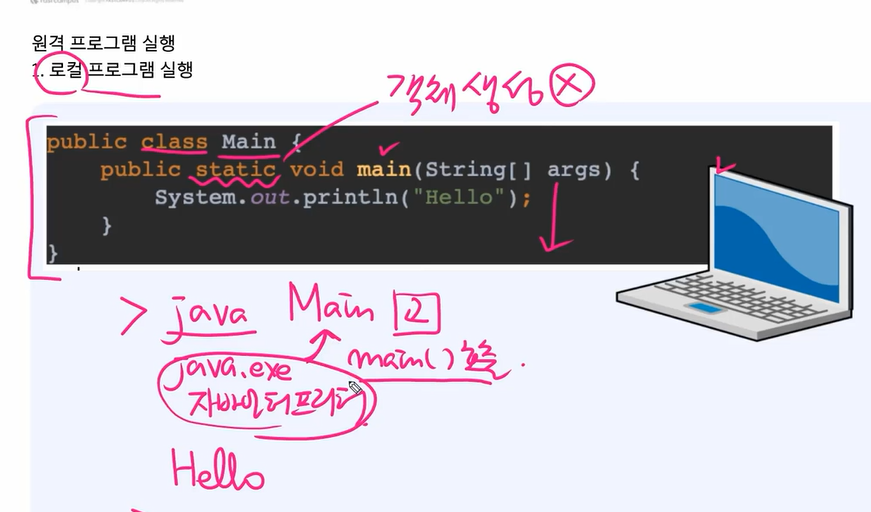 원격 프로그램 실행
1. 로컬 프로그램 실행
객체 생성 X
public class Main {
public static void main(String[] args) {
System.out.println("Hello");
}
}
> java Main
java.exe
main() 호출.
자바인터프리터
Hello
>